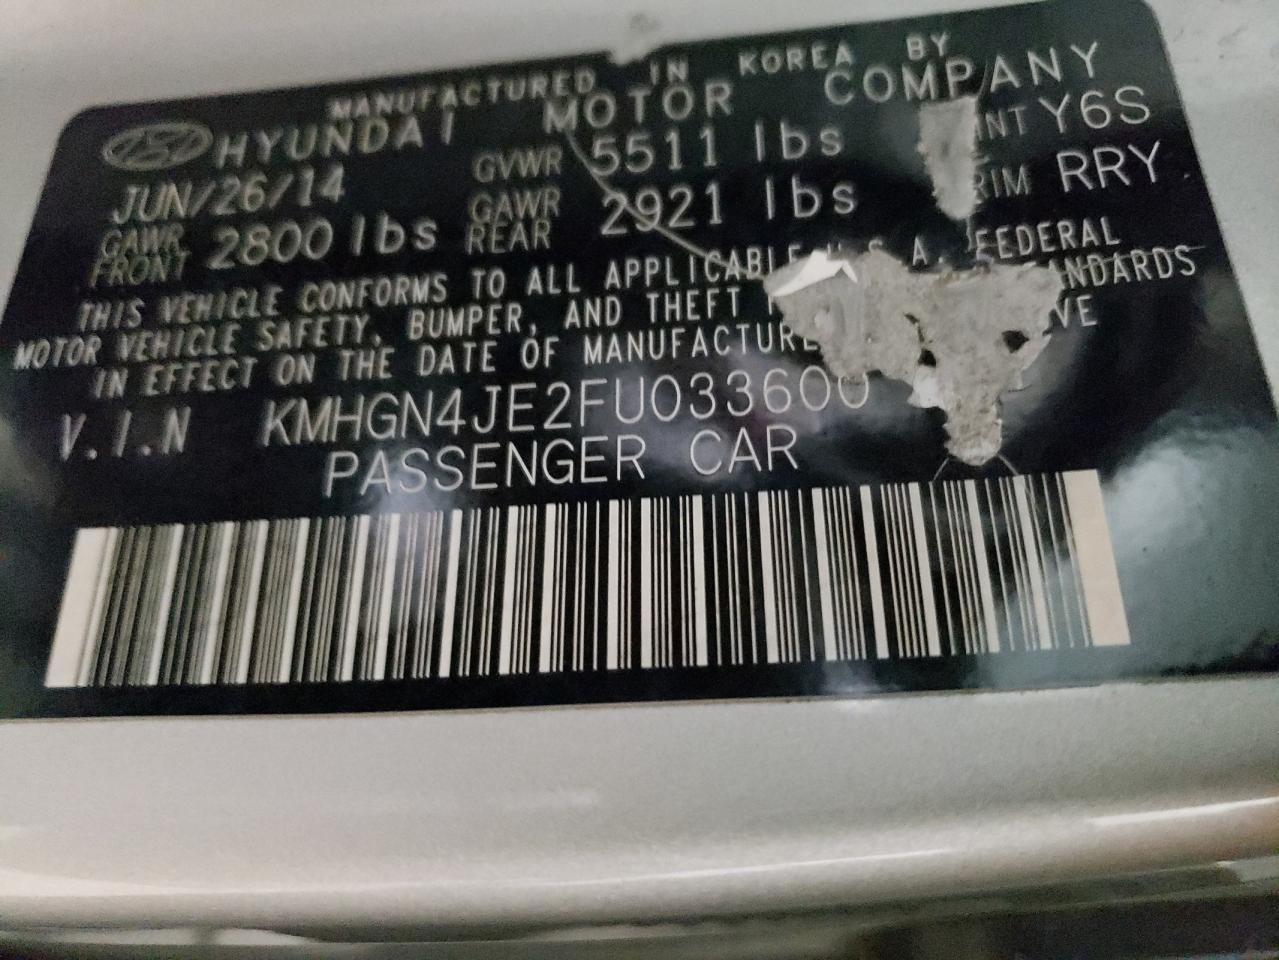 MANUFACTURED IN KOREA BY
HYUNDAI MOTOR COMPANY
JUN/26/14 GVWR 5511 lbs INT Y6S
GAWR FRONT 2800 lbs GAWR REAR 2921 lbs RIM RRY
THIS VEHICLE CONFORMS TO ALL APPLICABLE U.S.A. FEDERAL
MOTOR VEHICLE SAFETY, BUMPER, AND THEFT
IN EFFECT ON THE DATE OF MANUFACTURE
V.I.N KMHGN4JE2FU033600
PASSENGER CAR